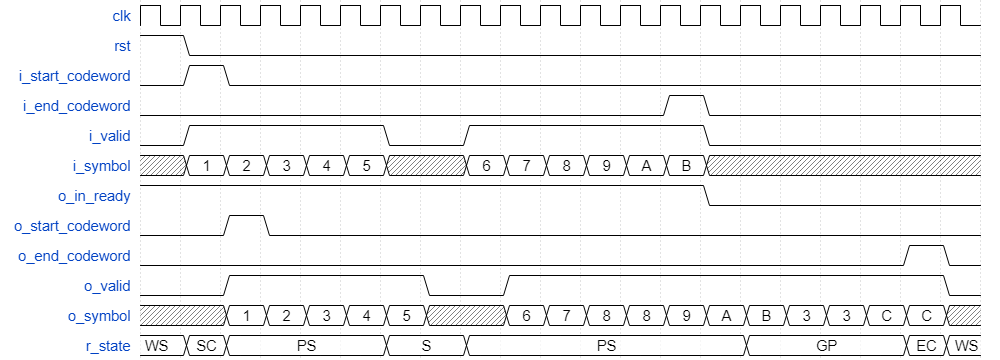 clk
rst
i_start_codeword
i_end_codeword
i_valid
i_symbol 1 2 3 4 5 6 7 8 9 A B
o_in_ready
o_start_codeword
o_end_codeword
o_valid
o_symbol 1 2 3 4 5 6 7 8 8 9 A B 3 3 C C
r_state WS SC PS S PS GP EC WS